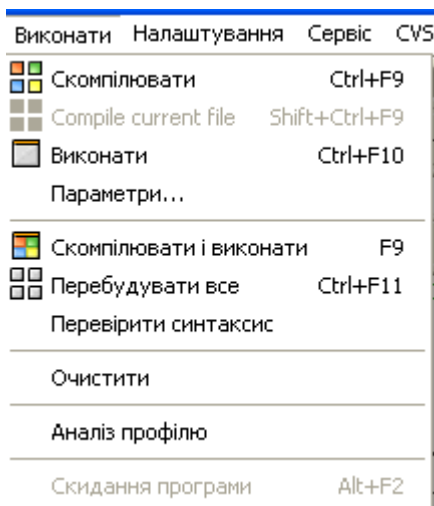 Виконати Налаштування Сервіс CVS
Скомпілювати Ctrl+F9
Compile current file Shift+Ctrl+F9
Виконати Ctrl+F10
Параметри...
Скомпілювати і виконати F9
Перебудувати все Ctrl+F11
Перевірити синтаксис
Очистити
Аналіз профілю
Скидання програми Alt+F2